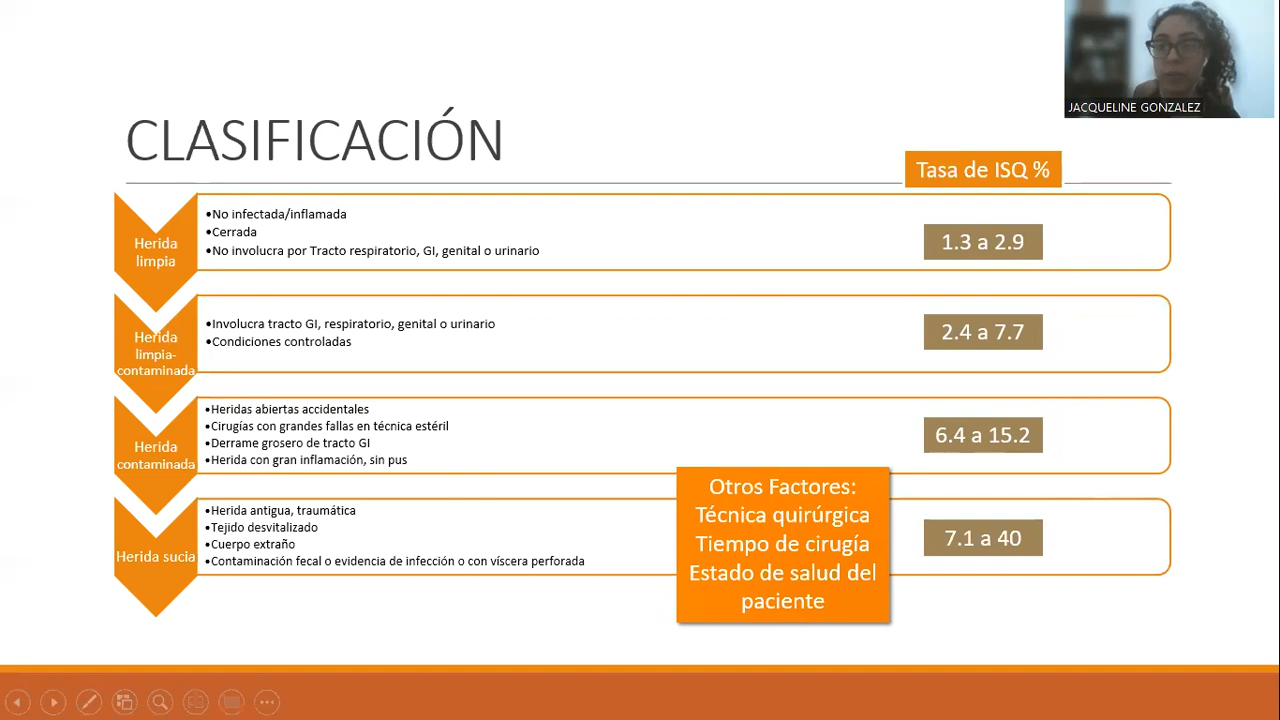 JACQUELINE GONZALEZ
CLASIFICACIÓN
Tasa de ISQ %
Herida
limpia
•No infectada/inflamada
•Cerrada
•No involucra por Tracto respiratorio, GI, genital o urinario
1.3 a 2.9
Herida
limpia-
contaminada
•Involucra tracto GI, respiratorio, genital o urinario
•Condiciones controladas
2.4 a 7.7
Herida
contaminada
•Heridas abiertas accidentales
•Cirugías con grandes fallas en técnica estéril
•Derrame grosero de tracto GI
•Herida con gran inflamación, sin pus
6.4 a 15.2
Herida sucia
•Herida antigua, traumática
•Tejido desvitalizado
•Cuerpo extraño
•Contaminación fecal o evidencia de infección o con víscera perforada
Otros Factores:
Técnica quirúrgica
Tiempo de cirugía
Estado de salud del
paciente
7.1 a 40